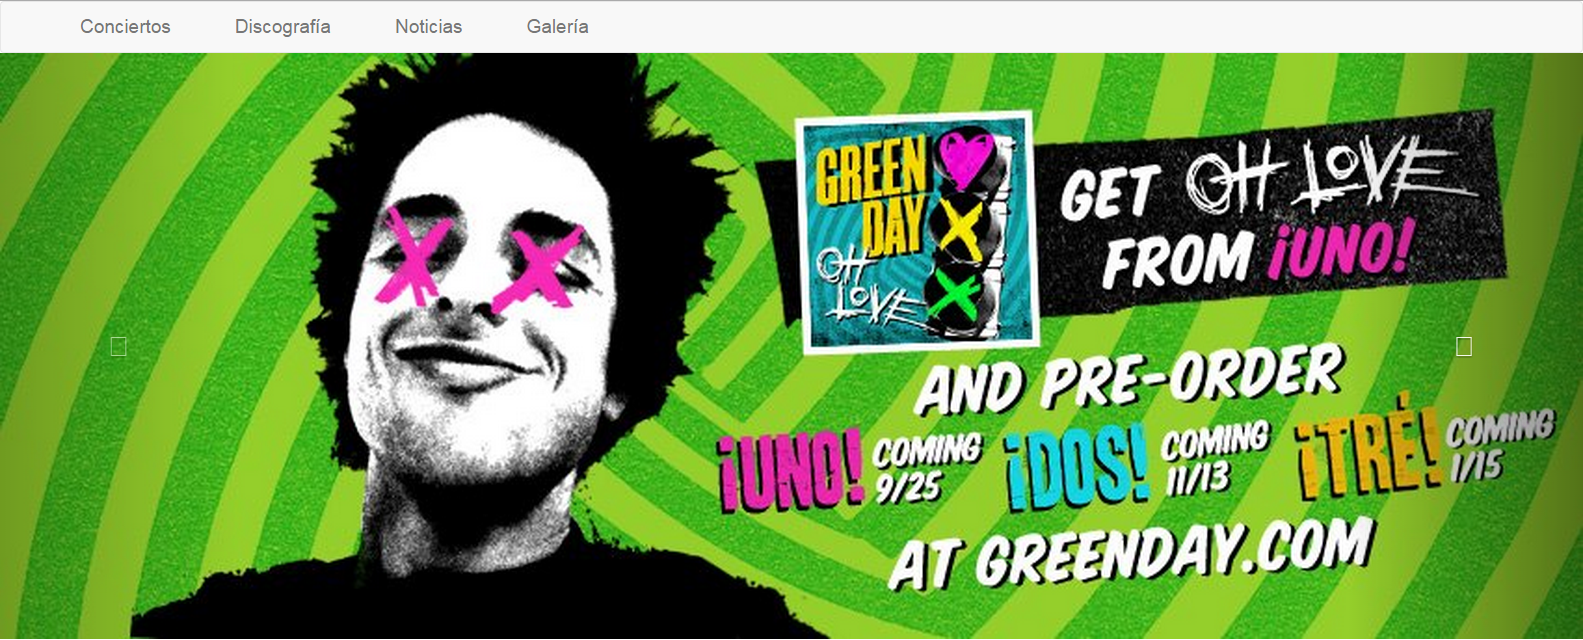 Conciertos Discografía Noticias Galería
GREEN
DAY
OH
LOVE
GET OH LOVE
FROM ¡UNO!
AND PRE-ORDER
¡UNO! COMING 9/25 ¡DOS! COMING 11/13 ¡TRÉ! COMING 1/15
AT GREENDAY.COM